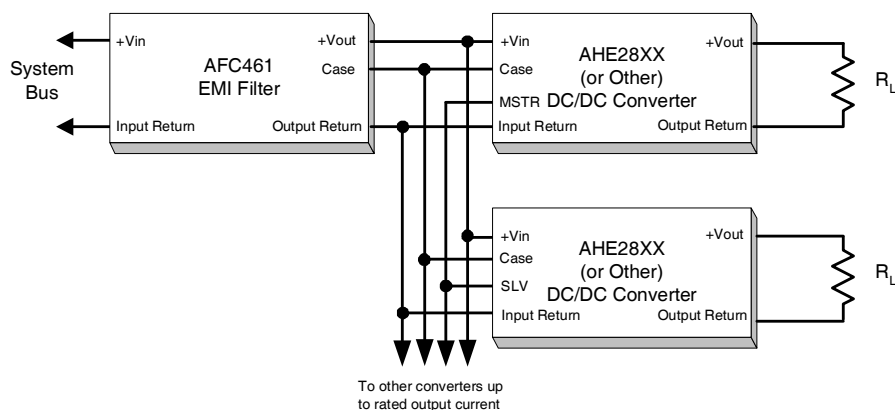 System
Bus
+Vin
Input Return
AFC461
EMI Filter
+Vout
Case
Output Return
+Vin
Case
MSTR
Input Return
AHE28XX
(or Other)
DC/DC Converter
+Vout
Output Return
RL
+Vin
Case
SLV
Input Return
AHE28XX
(or Other)
DC/DC Converter
+Vout
Output Return
RL
To other converters up
to rated output current